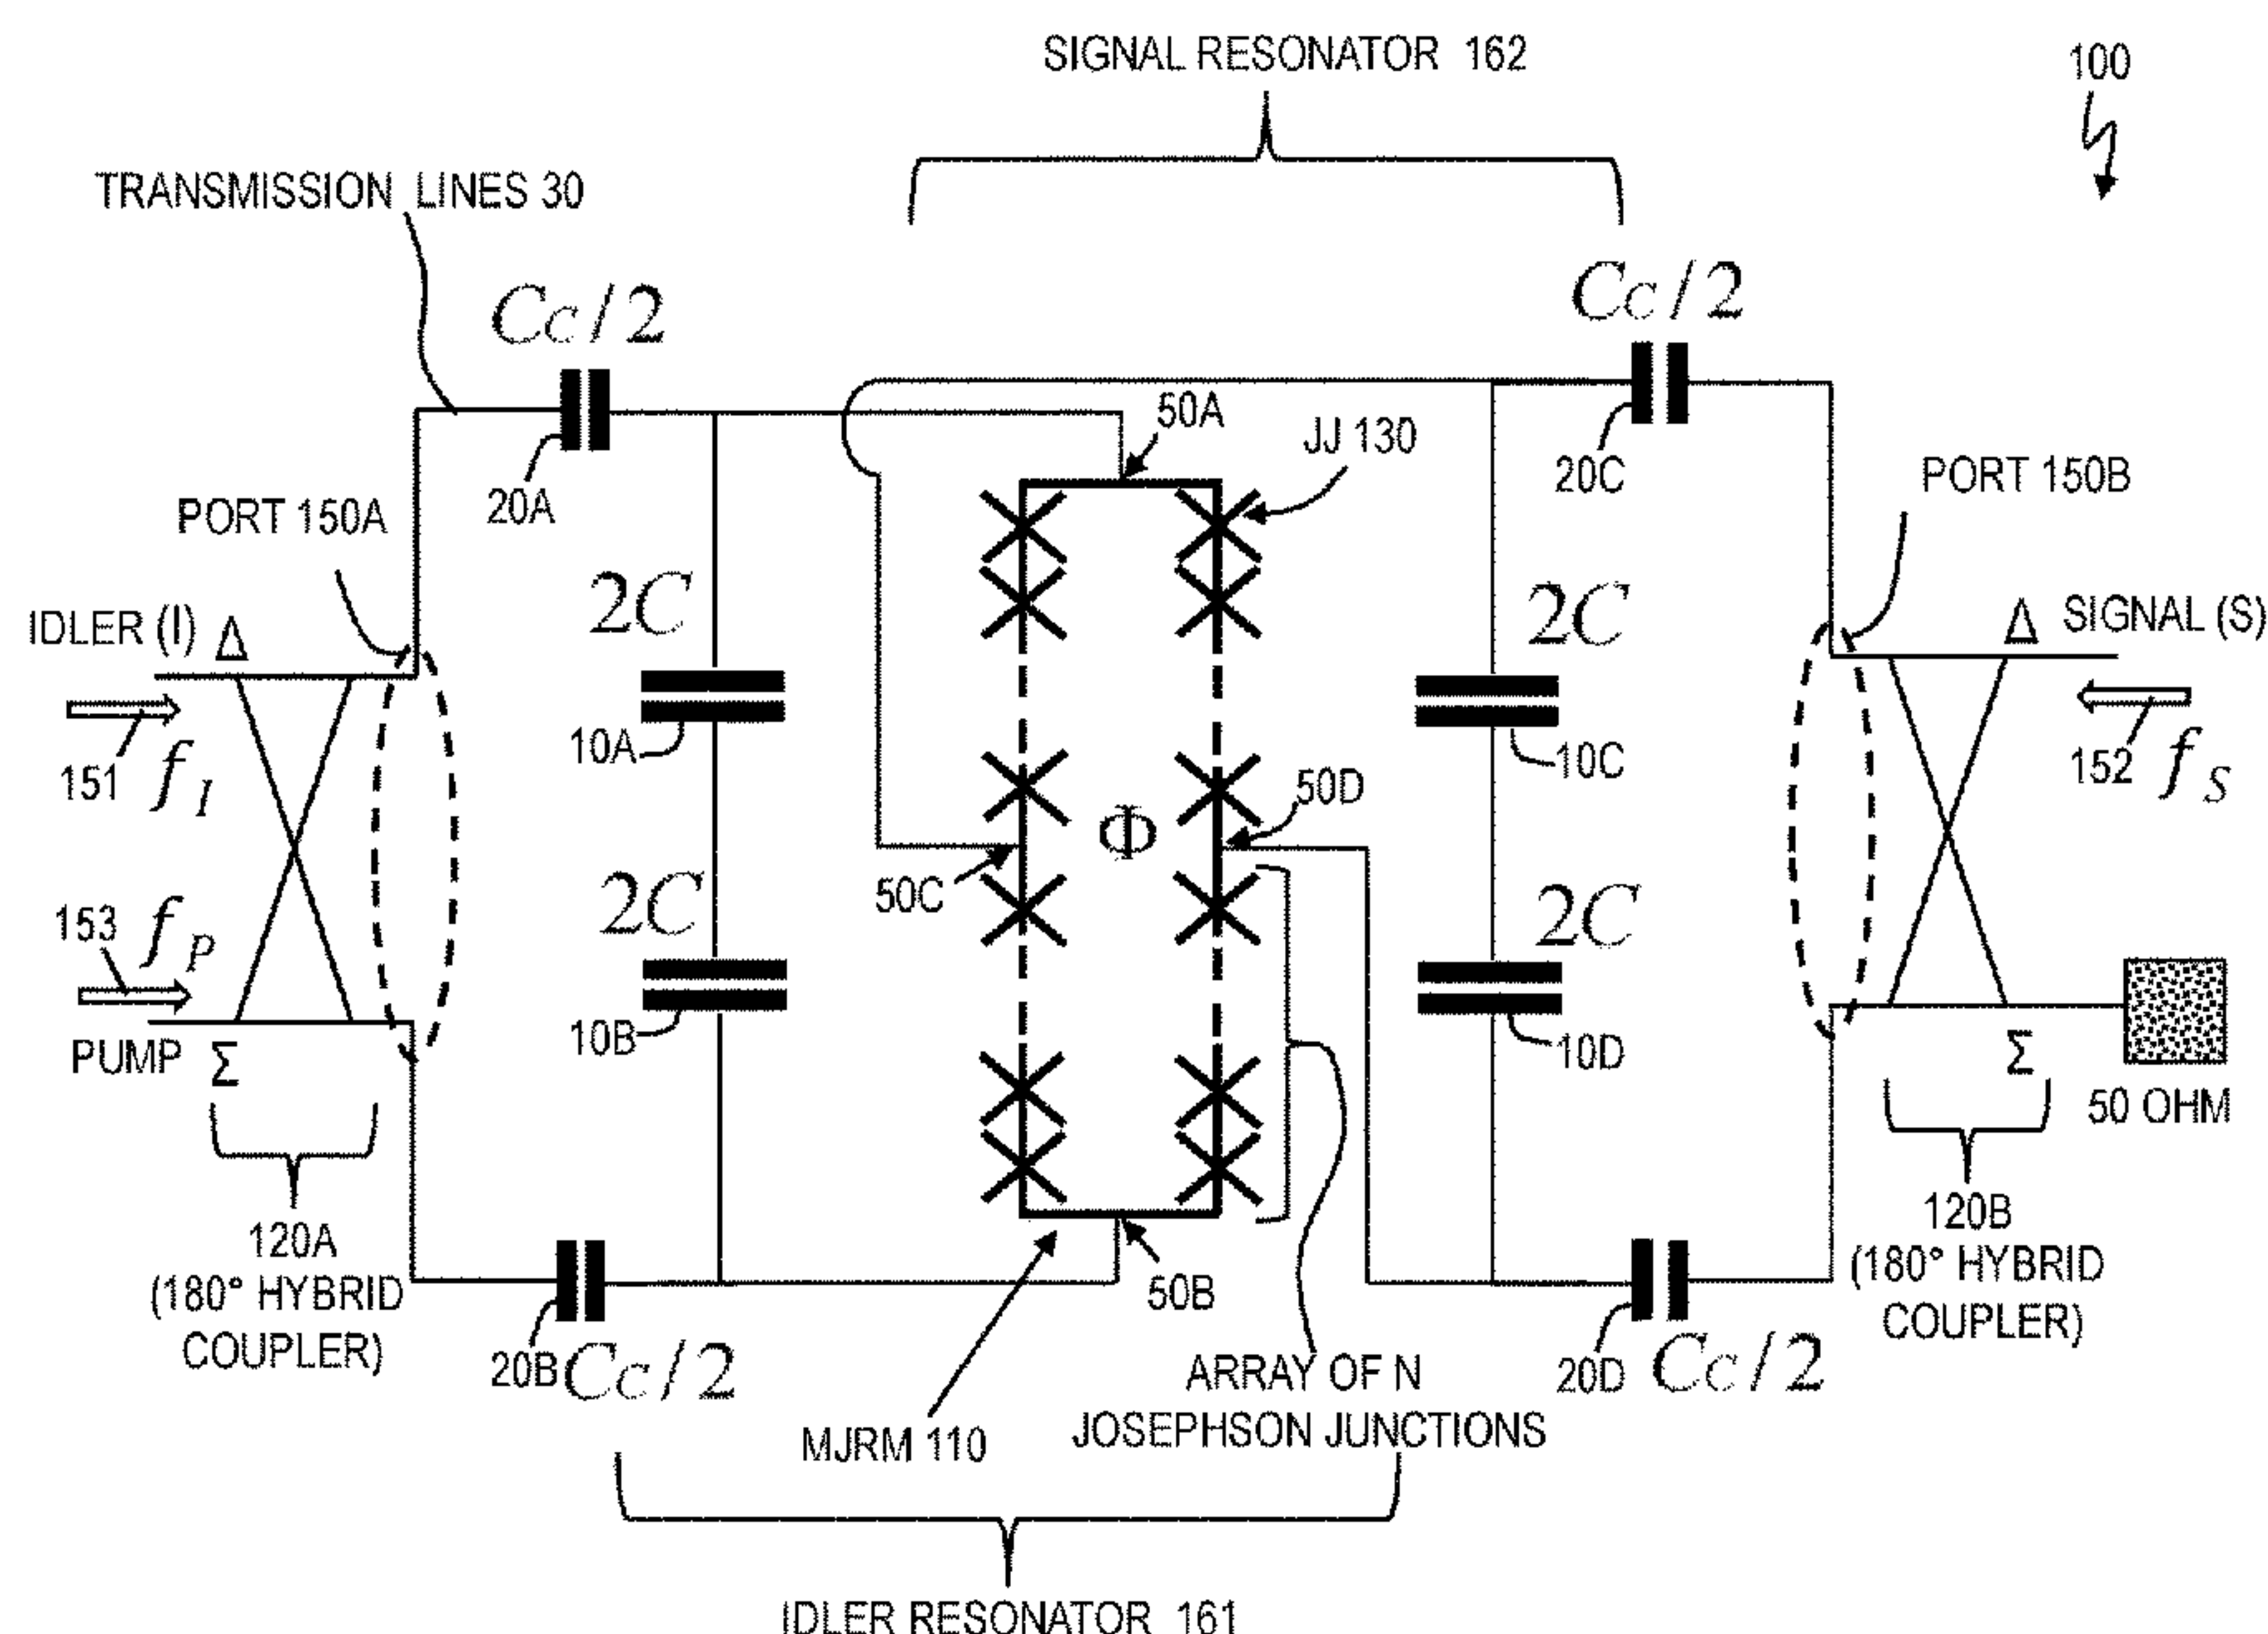 SIGNAL RESONATOR 162
100
TRANSMISSION LINES 30
Cc/2
Cc/2
50A
JJ 130
20A
20C
PORT 150A
PORT 150B
IDLER (I) Δ
2C
2C
Δ SIGNAL (S)
10A
10C
151 f_I
50D
152 f_S
Φ
50C
153 f_P
2C
2C
10B
10D
PUMP Σ
Σ
50 OHM
120A
(180° HYBRID
COUPLER)
120B
(180° HYBRID
COUPLER)
50B
20B Cc/2
20D Cc/2
ARRAY OF N
JOSEPHSON JUNCTIONS
MJRM 110
IDLER RESONATOR 161